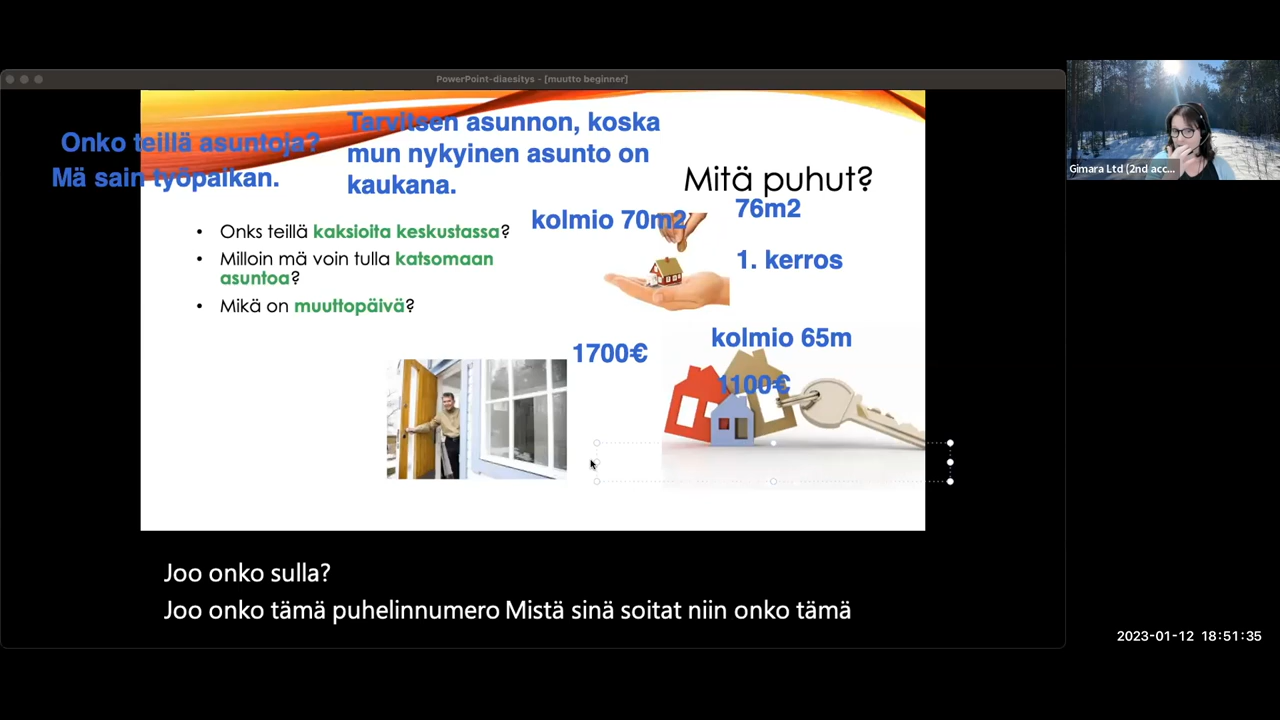 PowerPoint-diaesitys - [muutto beginner]
Onko teillä asuntoja?
Mä sain työpaikan.
Tarvitsen asunnon, koska
mun nykyinen asunto on
kaukana.
Mitä puhut?
• Onks teillä kaksioita keskustassa?
• Milloin mä voin tulla katsomaan
asuntoa?
• Mikä on muuttopäivä?
kolmio 70m2
76m2
1. kerros
1700€
kolmio 65m
1100€
Gimara Ltd (2nd acc...
Joo onko sulla?
Joo onko tämä puhelinnumero Mistä sinä soitat niin onko tämä
2023-01-12 18:51:35